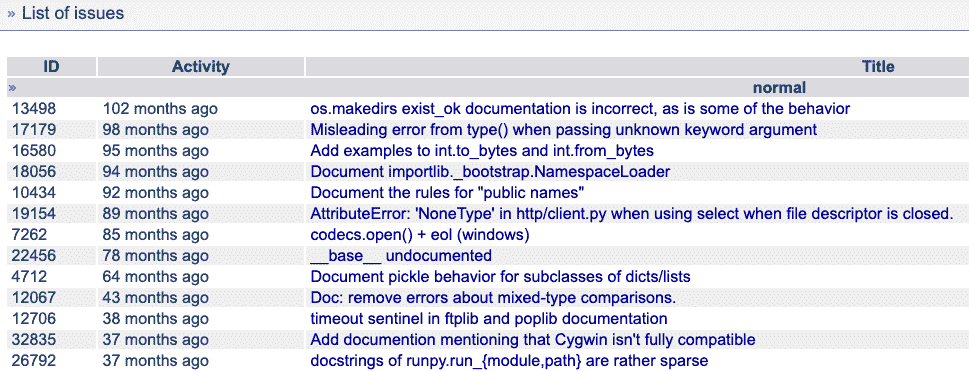 » List of issues
ID Activity Title
» normal
13498 102 months ago os.makedirs exist_ok documentation is incorrect, as is some of the behavior
17179 98 months ago Misleading error from type() when passing unknown keyword argument
16580 95 months ago Add examples to int.to_bytes and int.from_bytes
18056 94 months ago Document importlib._bootstrap.NamespaceLoader
10434 92 months ago Document the rules for "public names"
19154 89 months ago AttributeError: 'NoneType' in http/client.py when using select when file descriptor is closed.
7262 85 months ago codecs.open() + eol (windows)
22456 78 months ago __base__ undocumented
4712 64 months ago Document pickle behavior for subclasses of dicts/lists
12067 43 months ago Doc: remove errors about mixed-type comparisons.
12706 38 months ago timeout sentinel in ftplib and poplib documentation
32835 37 months ago Add documention mentioning that Cygwin isn't fully compatible
26792 37 months ago docstrings of runpy.run_{module,path} are rather sparse